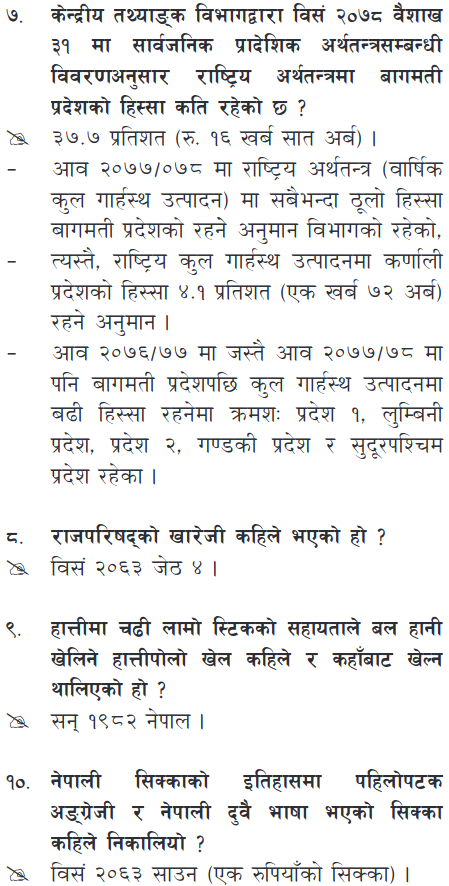 ७. केन्द्रीय तथ्याङ्क विभागद्वारा विसं २०७८ वैशाख
३१ मा सार्वजनिक प्रादेशिक अर्थतन्त्रसम्बन्धी
विवरणअनुसार राष्ट्रिय अर्थतन्त्रमा बागमती
प्रदेशको हिस्सा कति रहेको छ ?
३७.७ प्रतिशत (रु. १६ खर्ब सात अर्ब) ।
– आव २०७७/०७८ मा राष्ट्रिय अर्थतन्त्र (वार्षिक
कुल गार्हस्थ उत्पादन) मा सबैभन्दा ठूलो हिस्सा
बागमती प्रदेशको रहने अनुमान विभागको रहेको,
– त्यस्तै, राष्ट्रिय कुल गार्हस्थ उत्पादनमा कर्णाली
प्रदेशको हिस्सा ४.१ प्रतिशत (एक खर्ब ७२ अर्ब)
रहने अनुमान ।
– आव २०७६/७७ मा जस्तै आव २०७७/७८ मा
पनि बागमती प्रदेशपछि कुल गार्हस्थ उत्पादनमा
बढी हिस्सा रहनेमा क्रमशः प्रदेश १, लुम्बिनी
प्रदेश, प्रदेश २, गण्डकी प्रदेश र सुदूरपश्चिम
प्रदेश रहेका ।
८. राजपरिषद्को खारेजी कहिले भएको हो ?
विसं २०६३ जेठ ४ ।
९. हात्तीमा चढी लामो स्टिकको सहायताले बल हानी
खेलिने हात्तीपोलो खेल कहिले र कहाँबाट खेल्न
थालिएको हो ?
सन् १९८२ नेपाल ।
१०. नेपाली सिक्काको इतिहासमा पहिलोपटक
अङ्ग्रेजी र नेपाली दुवै भाषा भएको सिक्का
कहिले निकालियो ?
विसं २०६३ साउन (एक रुपियाँको सिक्का) ।